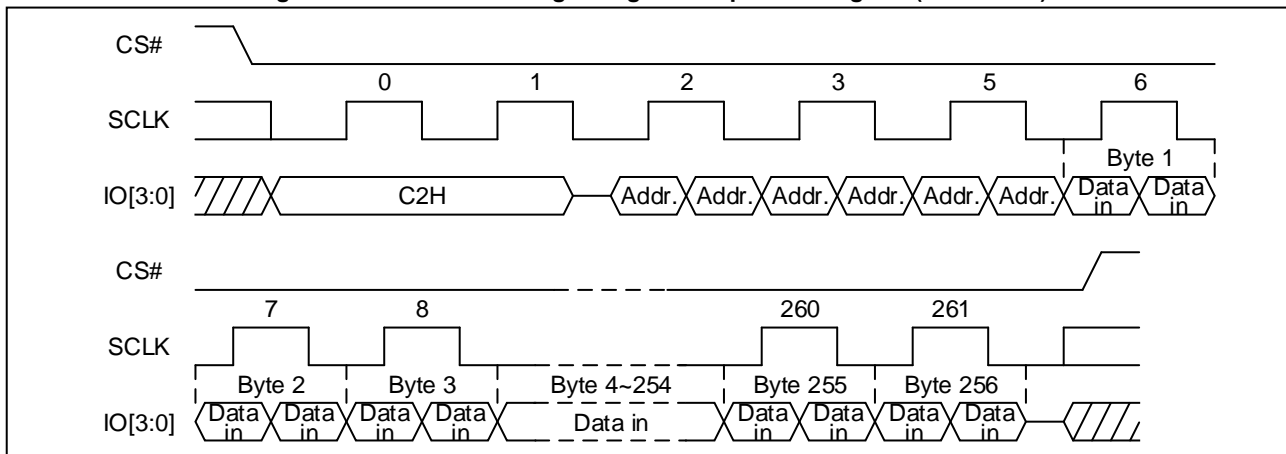 CS#
0 1 2 3 5 6
SCLK
Byte 1
IO[3:0] C2H Addr. Addr. Addr. Addr. Addr. Addr. Data in Data in
CS#
7 8 260 261
SCLK
Byte 2 Byte 3 Byte 4~254 Byte 255 Byte 256
IO[3:0] Data in Data in Data in Data in Data in Data in Data in Data in Data in